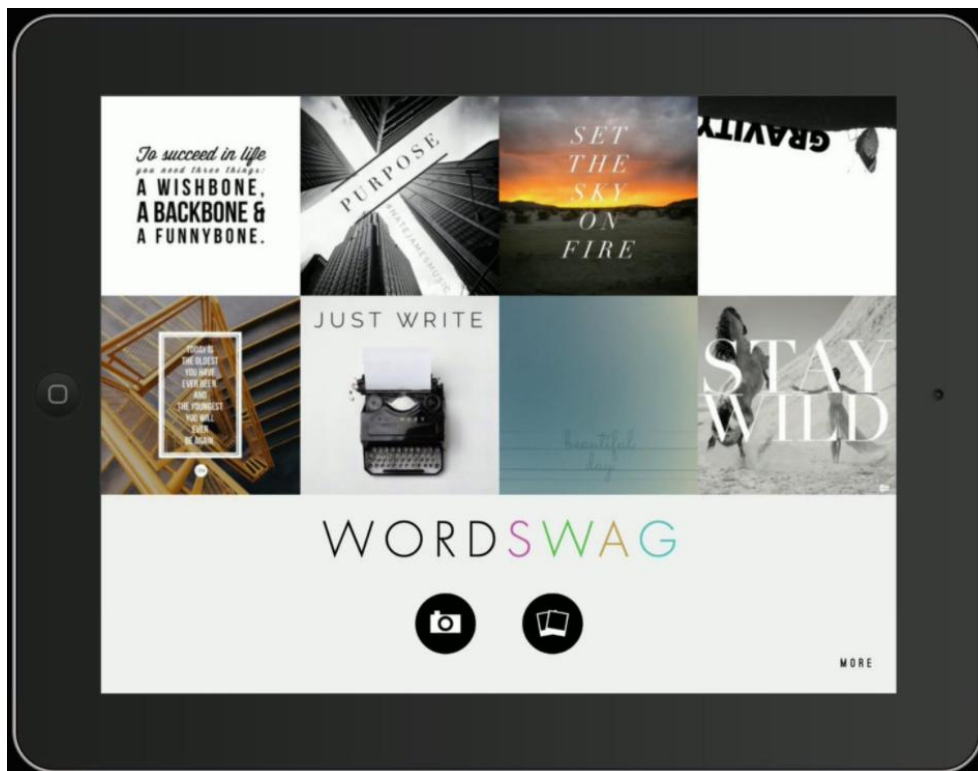 To succeed in life
you need three things:
A WISHBONE,
A BACKBONE &
A FUNNYBONE.
PURPOSE
#NATEJAMESMUSIC
SET
THE
SKY
ON
FIRE
GRAVITY
TODAY IS
THE OLDEST
YOU HAVE
EVER BEEN
AND
THE YOUNGEST
YOU WILL
EVER
BE AGAIN
JUST WRITE
beautiful
day
STAY
WILD
WORDSWAG
MORE